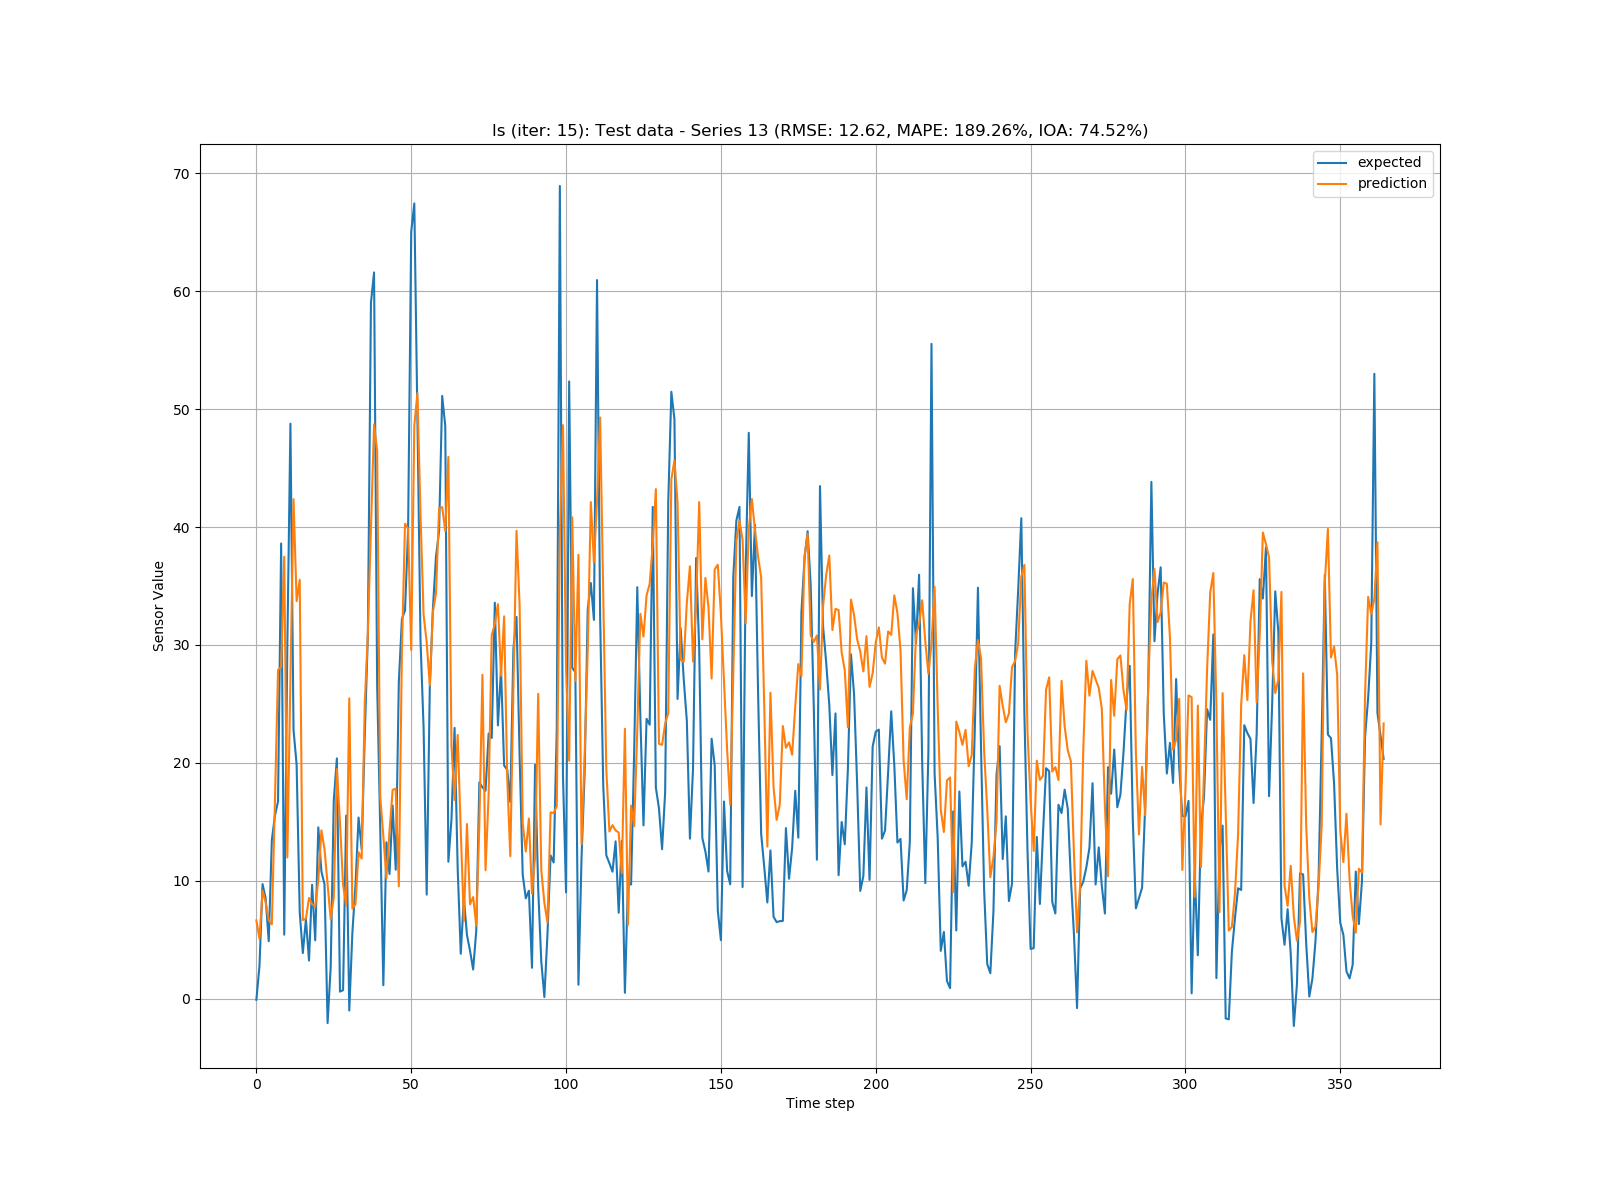 ls (iter: 15): Test data - Series 13 (RMSE: 12.62, MAPE: 189.26%, IOA: 74.52%)
expected
prediction
70
60
50
40
30
20
10
0
Sensor Value
0 50 100 150 200 250 300 350
Time step